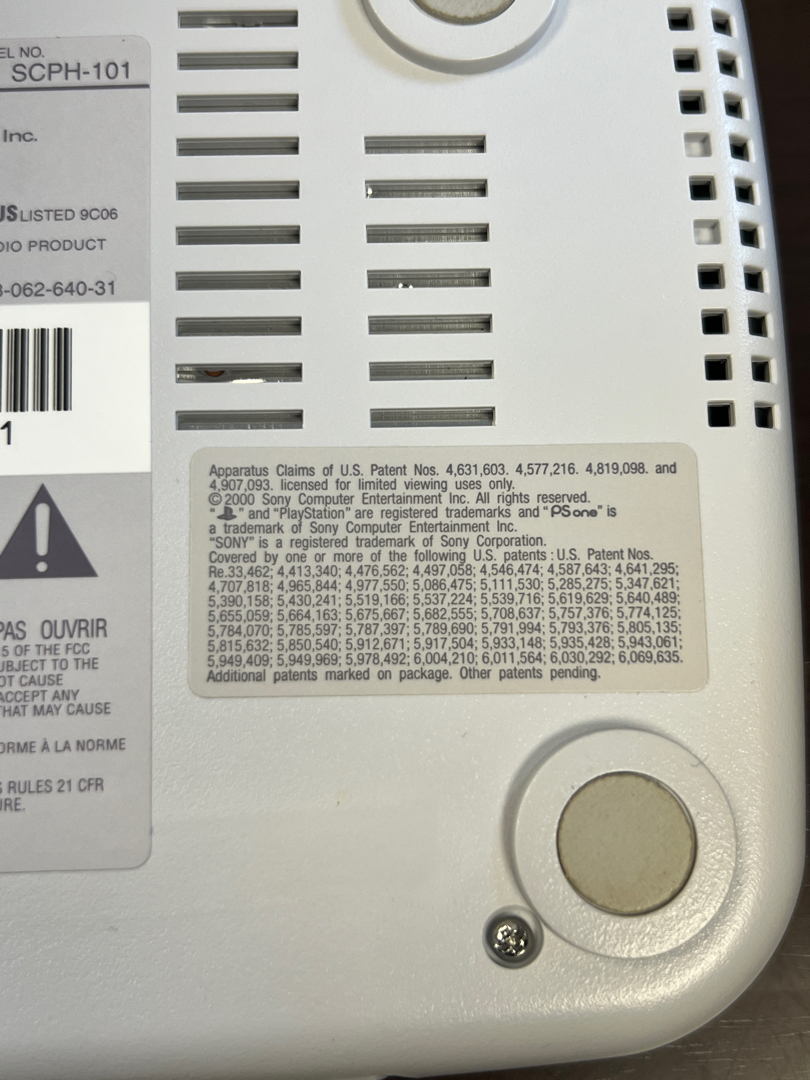 EL NO.
SCPH-101
Inc.
US LISTED 9C06
DIO PRODUCT
3-062-640-31
1
PAS OUVRIR
5 OF THE FCC
UBJECT TO THE
OT CAUSE
ACCEPT ANY
THAT MAY CAUSE
ORME À LA NORME
S RULES 21 CFR
URE.
Apparatus Claims of U.S. Patent Nos. 4,631,603. 4,577,216. 4,819,098. and
4,907,093. licensed for limited viewing uses only.
©2000 Sony Computer Entertainment Inc. All rights reserved.
“ ” and “PlayStation” are registered trademarks and “PSone” is
a trademark of Sony Computer Entertainment Inc.
“SONY” is a registered trademark of Sony Corporation.
Covered by one or more of the following U.S. patents : U.S. Patent Nos.
Re.33,462; 4,413,340; 4,476,562; 4,497,058; 4,546,474; 4,587,643; 4,641,295;
4,707,818; 4,965,844; 4,977,550; 5,086,475; 5,111,530; 5,285,275; 5,347,621;
5,390,158; 5,430,241; 5,519,166; 5,537,224; 5,539,716; 5,619,629; 5,640,489;
5,655,059; 5,664,163; 5,675,667; 5,682,555; 5,708,637; 5,757,376; 5,774,125;
5,784,070; 5,785,597; 5,787,397; 5,789,690; 5,791,994; 5,793,376; 5,805,135;
5,815,632; 5,850,540; 5,912,671; 5,917,504; 5,933,148; 5,935,428; 5,943,061;
5,949,409; 5,949,969; 5,978,492; 6,004,210; 6,011,564; 6,030,292; 6,069,635.
Additional patents marked on package. Other patents pending.